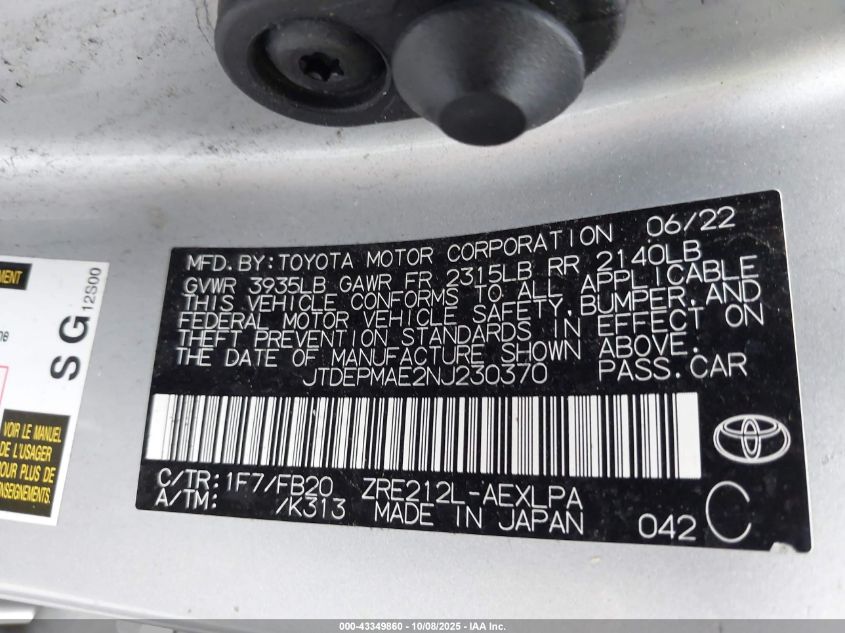 MFD. BY: TOYOTA MOTOR CORPORATION 06/22
GVWR 3935LB GAWR FR 2315LB RR 2140LB
THIS VEHICLE CONFORMS TO ALL APPLICABLE
FEDERAL MOTOR VEHICLE SAFETY, BUMPER, AND
THEFT PREVENTION STANDARDS IN EFFECT ON
THE DATE OF MANUFACTURE SHOWN ABOVE.
JTDEPMAE2NJ230370 PASS. CAR
C/TR: 1F7/FB20 ZRE212L-AEXLPA
A/TM: /K313 MADE IN JAPAN 042 C
SG 12S00
VOIR LE MANUEL
DE L'USAGER
POUR PLUS DE
000-43349860 - 10/08/2025 - IAA Inc.